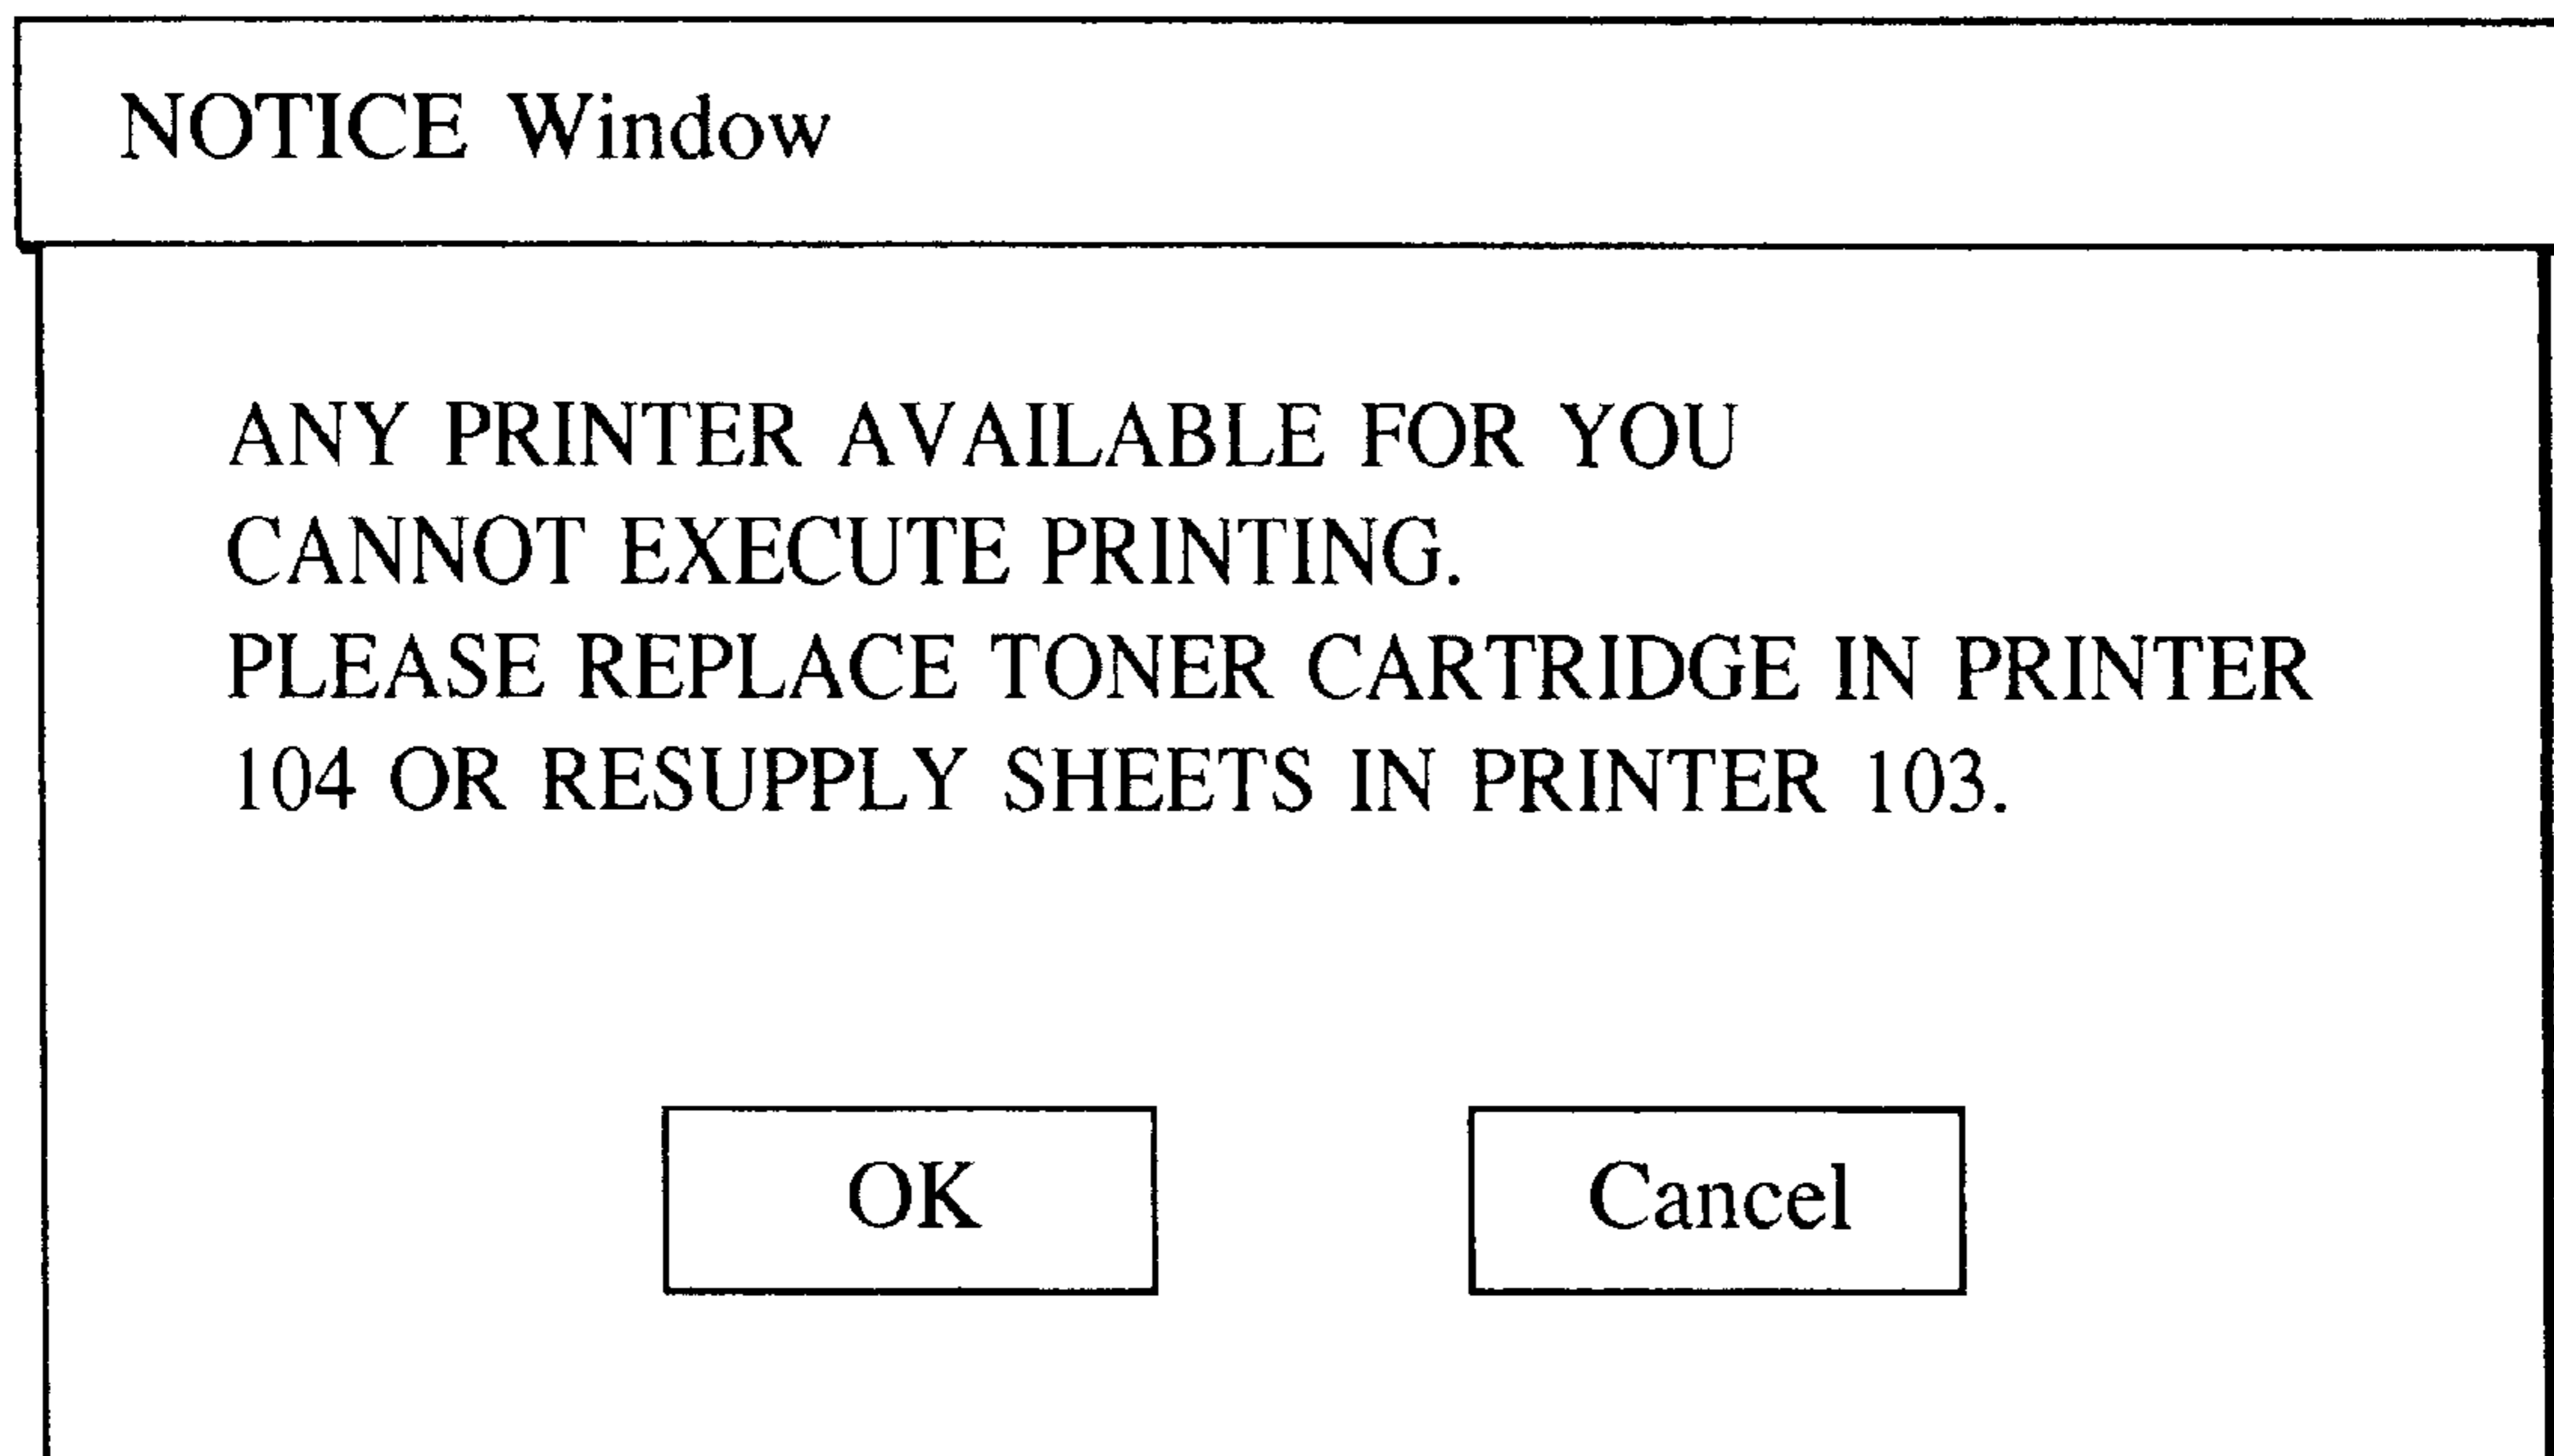 NOTICE Window
ANY PRINTER AVAILABLE FOR YOU
CANNOT EXECUTE PRINTING.
PLEASE REPLACE TONER CARTRIDGE IN PRINTER
104 OR RESUPPLY SHEETS IN PRINTER 103.
OK
Cancel